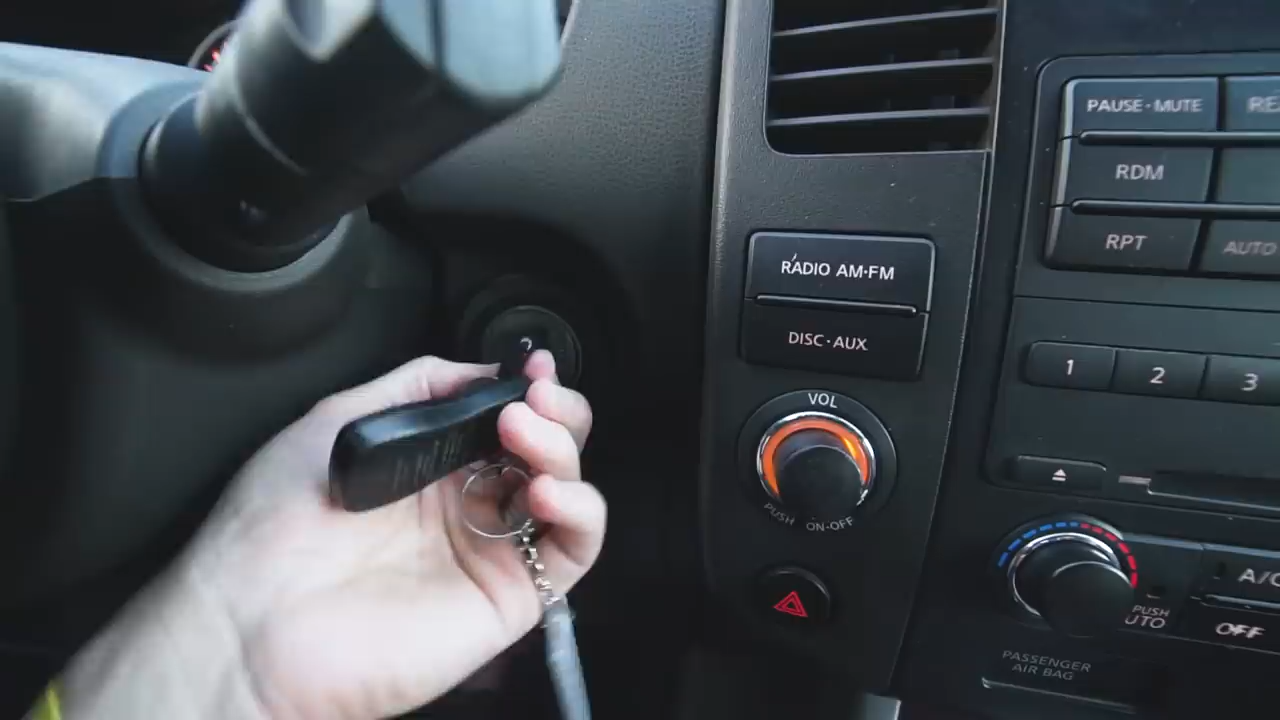 PAUSE·MUTE
RDM
RPT
AUTO
RADIO AM·FM
DISC·AUX
1
2
3
VOL
PUSH ON-OFF
A/C
PUSH
OFF
PASSENGER
AIR BAG